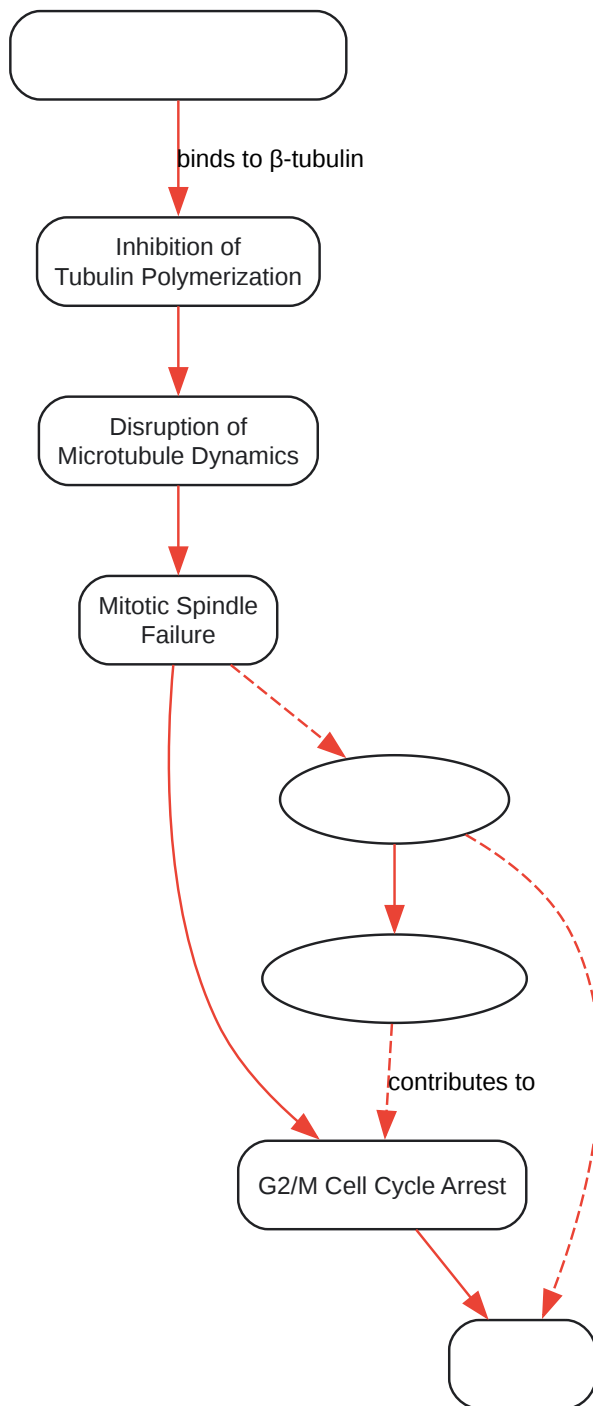 binds to β-tubulin
Inhibition of
Tubulin Polymerization
Disruption of
Microtubule Dynamics
Mitotic Spindle
Failure
contributes to
G2/M Cell Cycle Arrest